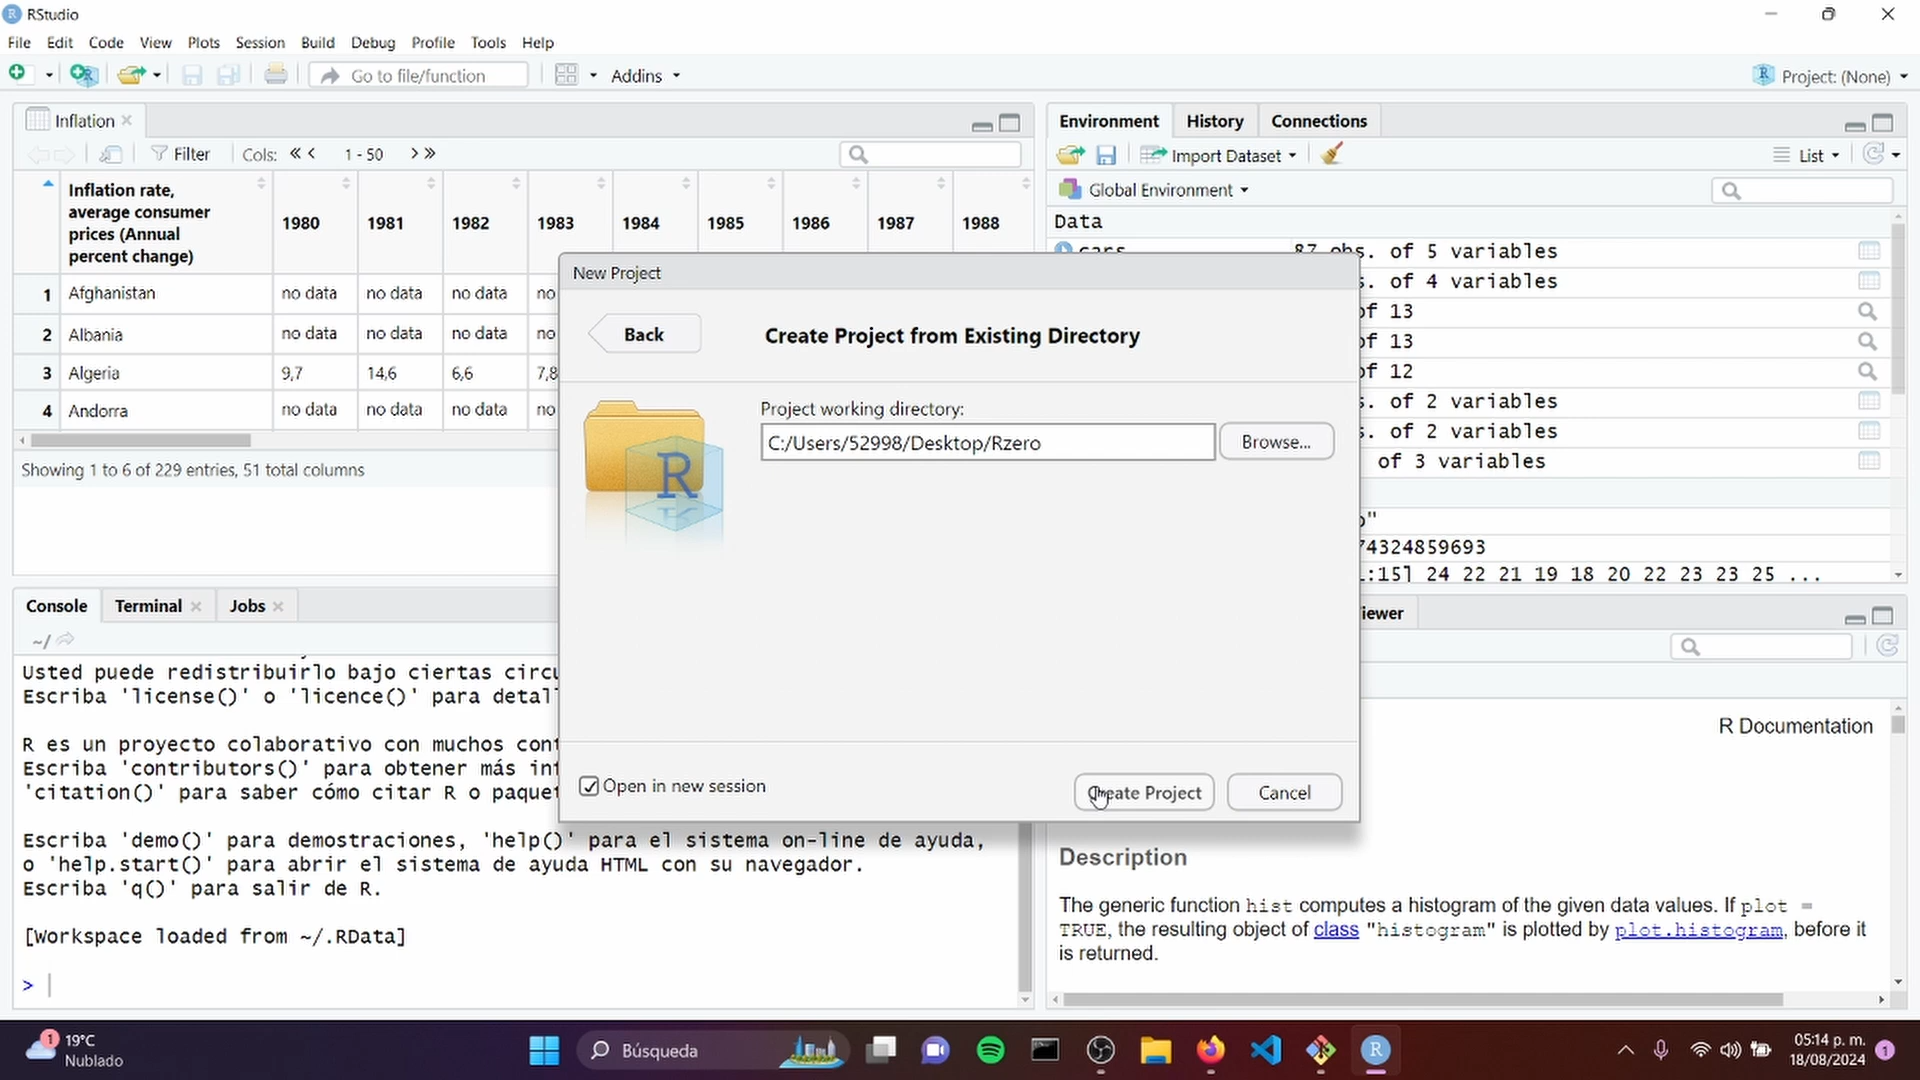 RStudio
File Edit Code View Plots Session Build Debug Profile Tools Help
Go to file/function Addins Project: (None)
Inflation
Filter Cols: 1 - 50
Inflation rate, average consumer prices (Annual percent change) 1980 1981 1982 1983 1984 1985 1986 1987 1988
1 Afghanistan no data no data no data no
2 Albania no data no data no data no
3 Algeria 9,7 14,6 6,6 7,8
4 Andorra no data no data no data no
Showing 1 to 6 of 229 entries, 51 total columns
Environment History Connections
Import Dataset List
Global Environment
Data
cars 87 obs. of 5 variables
s. of 4 variables
of 13
of 13
of 12
s. of 2 variables
s. of 2 variables
of 3 variables
o"
74324859693
1:15] 24 22 21 19 18 20 22 23 23 25 ...
New Project
Back
Create Project from Existing Directory
Project working directory:
C:/Users/52998/Desktop/Rzero
Browse...
Open in new session
Create Project
Cancel
Console Terminal Jobs
~/
Usted puede redistribuirlo bajo ciertas circu
Escriba 'license()' o 'licence()' para detal
R es un proyecto colaborativo con muchos con
Escriba 'contributors()' para obtener más in
'citation()' para saber cómo citar R o paque
Escriba 'demo()' para demostraciones, 'help()' para el sistema on-line de ayuda,
o 'help.start()' para abrir el sistema de ayuda HTML con su navegador.
Escriba 'q()' para salir de R.
[Workspace loaded from ~/.RData]
>
iewer
R Documentation
Description
The generic function hist computes a histogram of the given data values. If plot =
TRUE, the resulting object of class "histogram" is plotted by plot.histogram, before it
is returned.
1 19°C
Nublado
Búsqueda
05:14 p. m.
18/08/2024
1